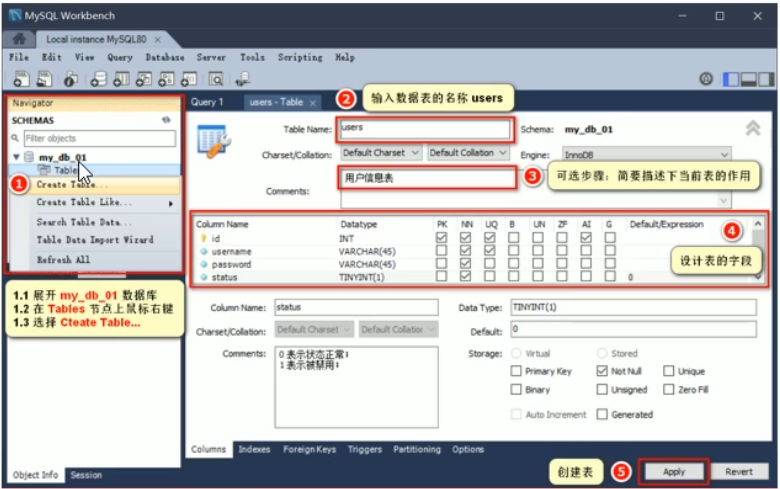 MySQL Workbench
Local instance MySQL80 ×
File Edit View Query Database Server Tools Scripting Help
Navigator
Query 1 users - Table ×
2 输入数据表的名称 users
SCHEMAS
Filter objects
my_db_01
Table
1 Create Table...
Create Table Like...
Search Table Data...
Table Data Import Wizard
Refresh All
Table Name: users Schema: my_db_01
Charset/Collation: Default Charset Default Collation Engine: InnoDB
Comments: 用户信息表
3 可选步骤：简要描述下当前表的作用
Column Name Datatype PK NN UQ B UN ZF AI G Default/Expression
id INT
username VARCHAR(45)
password VARCHAR(45)
status TINYINT(1) 0
4 设计表的字段
1.1 展开 my_db_01 数据库
1.2 在 Tables 节点上鼠标右键
1.3 选择 Cteate Table...
Column Name: status Data Type: TINYINT(1)
Charset/Collation: Default Charset Default Collation Default: 0
Comments: 0表示状态正常；
1表示被禁用；
Storage: Virtual Stored
Primary Key Not Null Unique
Binary Unsigned Zero Fill
Auto Increment Generated
Columns Indexes Foreign Keys Triggers Partitioning Options
Object Info Session
创建表 5 Apply Revert